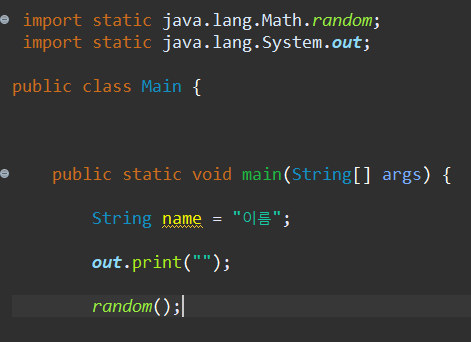 import static java.lang.Math.random;
import static java.lang.System.out;
public class Main {
public static void main(String[] args) {
String name = "이름";
out.print("");
random();